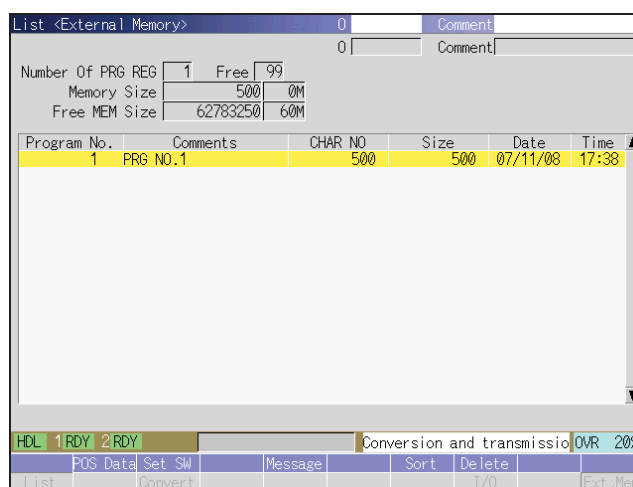 List <External Memory> O Comment
O Comment
Number Of PRG REG 1 Free 99
Memory Size 500 0M
Free MEM Size 62783250 60M
Program No. Comments CHAR NO Size Date Time
1 PRG NO.1 500 500 07/11/08 17:38
HDL 1 RDY 2 RDY Conversion and transmissio OVR 20%
POS Data Set SW Message Sort Delete
List Convert I/O Ext.Me